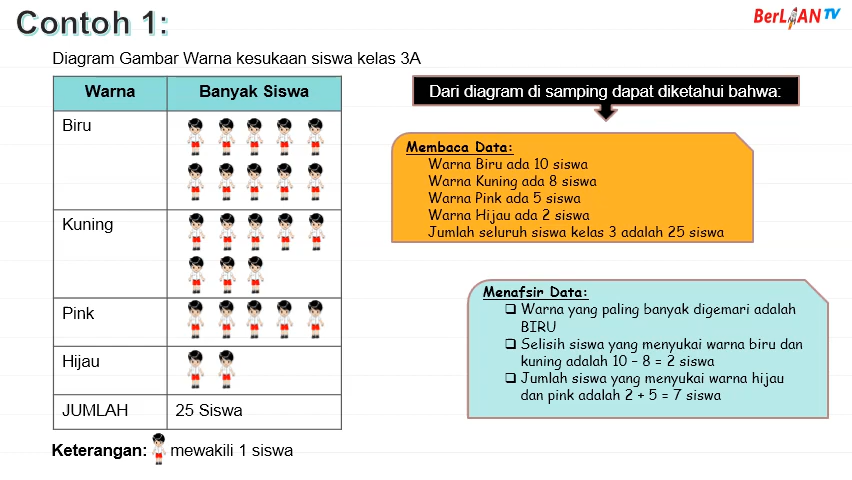 Contoh 1:
BerLIAN TV
Diagram Gambar Warna kesukaan siswa kelas 3A
Warna Banyak Siswa
Biru
Kuning
Pink
Hijau
JUMLAH 25 Siswa
Keterangan: mewakili 1 siswa
Dari diagram di samping dapat diketahui bahwa:
Membaca Data:
Warna Biru ada 10 siswa
Warna Kuning ada 8 siswa
Warna Pink ada 5 siswa
Warna Hijau ada 2 siswa
Jumlah seluruh siswa kelas 3 adalah 25 siswa
Menafsir Data:
❑ Warna yang paling banyak digemari adalah
BIRU
❑ Selisih siswa yang menyukai warna biru dan
kuning adalah 10 – 8 = 2 siswa
❑ Jumlah siswa yang menyukai warna hijau
dan pink adalah 2 + 5 = 7 siswa